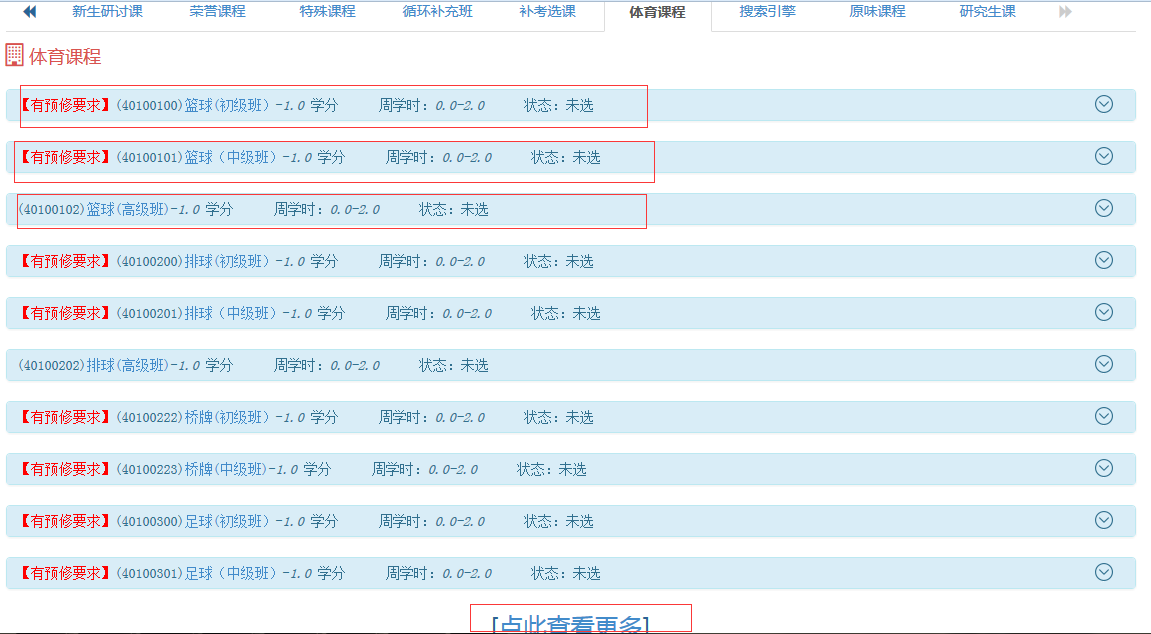 新生研讨课 荣誉课程 特殊课程 循环补充班 补考选课 体育课程 搜索引擎 原味课程 研究生课
体育课程
【有预修要求】(40100100)篮球(初级班）-1.0 学分 周学时：0.0-2.0 状态：未选
【有预修要求】(40100101)篮球（中级班）-1.0 学分 周学时：0.0-2.0 状态：未选
(40100102)篮球(高级班)-1.0 学分 周学时：0.0-2.0 状态：未选
【有预修要求】(40100200)排球(初级班）-1.0 学分 周学时：0.0-2.0 状态：未选
【有预修要求】(40100201)排球（中级班）-1.0 学分 周学时：0.0-2.0 状态：未选
(40100202)排球(高级班)-1.0 学分 周学时：0.0-2.0 状态：未选
【有预修要求】(40100222)桥牌(初级班）-1.0 学分 周学时：0.0-2.0 状态：未选
【有预修要求】(40100223)桥牌(中级班)-1.0 学分 周学时：0.0-2.0 状态：未选
【有预修要求】(40100300)足球(初级班）-1.0 学分 周学时：0.0-2.0 状态：未选
【有预修要求】(40100301)足球（中级班）-1.0 学分 周学时：0.0-2.0 状态：未选
[点此查看更多]